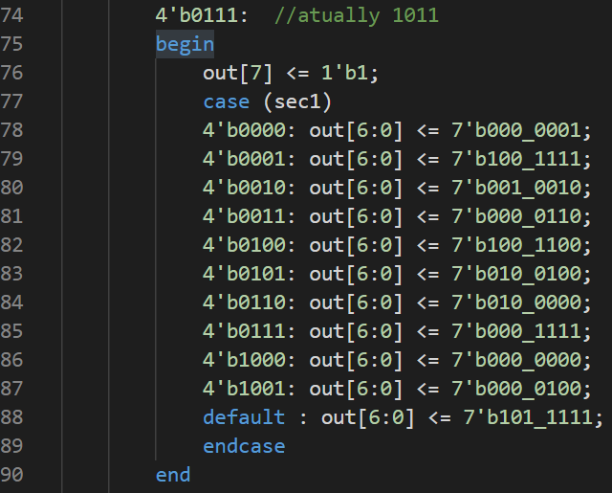 74 4'b0111: //atually 1011
75 begin
76 out[7] <= 1'b1;
77 case (sec1)
78 4'b0000: out[6:0] <= 7'b000_0001;
79 4'b0001: out[6:0] <= 7'b100_1111;
80 4'b0010: out[6:0] <= 7'b001_0010;
81 4'b0011: out[6:0] <= 7'b000_0110;
82 4'b0100: out[6:0] <= 7'b100_1100;
83 4'b0101: out[6:0] <= 7'b010_0100;
84 4'b0110: out[6:0] <= 7'b010_0000;
85 4'b0111: out[6:0] <= 7'b000_1111;
86 4'b1000: out[6:0] <= 7'b000_0000;
87 4'b1001: out[6:0] <= 7'b000_0100;
88 default : out[6:0] <= 7'b101_1111;
89 endcase
90 end